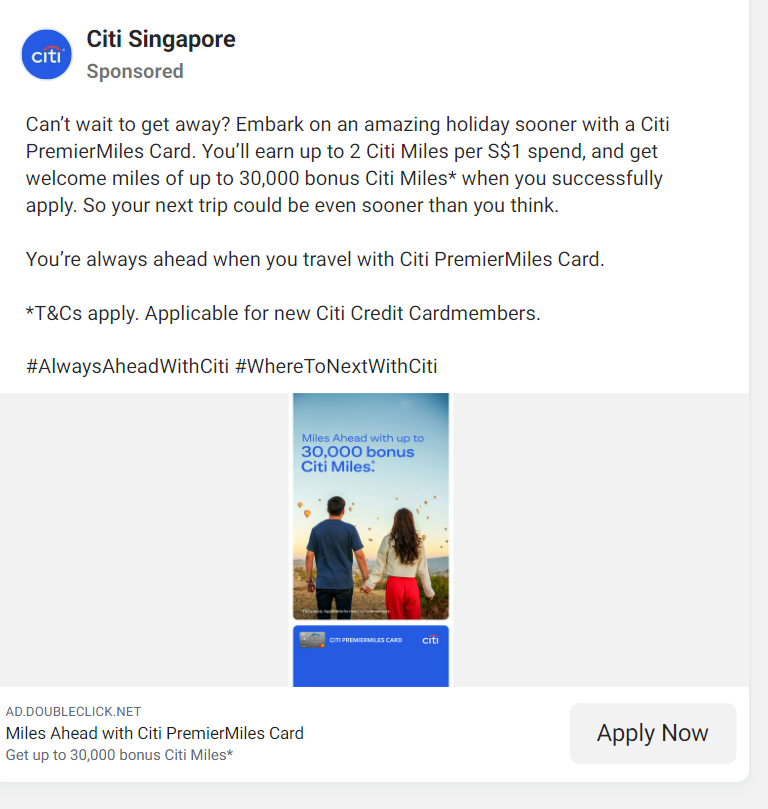 citi
Citi Singapore
Sponsored
Can’t wait to get away? Embark on an amazing holiday sooner with a Citi
PremierMiles Card. You’ll earn up to 2 Citi Miles per S$1 spend, and get
welcome miles of up to 30,000 bonus Citi Miles* when you successfully
apply. So your next trip could be even sooner than you think.
You’re always ahead when you travel with Citi PremierMiles Card.
*T&Cs apply. Applicable for new Citi Credit Cardmembers.
#AlwaysAheadWithCiti #WhereToNextWithCiti
Miles Ahead with up to
30,000 bonus
Citi Miles.*
CITI PREMIERMILES CARD
citi
AD.DOUBLECLICK.NET
Miles Ahead with Citi PremierMiles Card
Get up to 30,000 bonus Citi Miles*
Apply Now